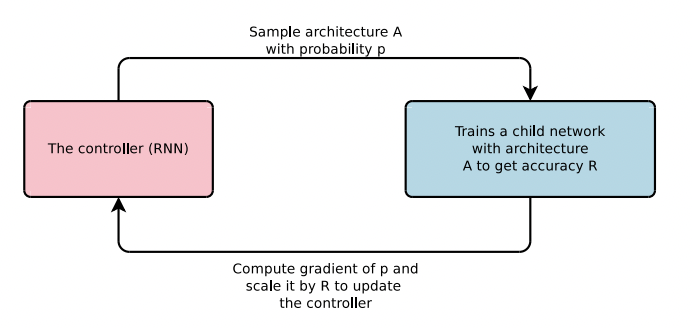 Sample architecture A
with probability p
The controller (RNN)
Trains a child network
with architecture
A to get accuracy R
Compute gradient of p and
scale it by R to update
the controller